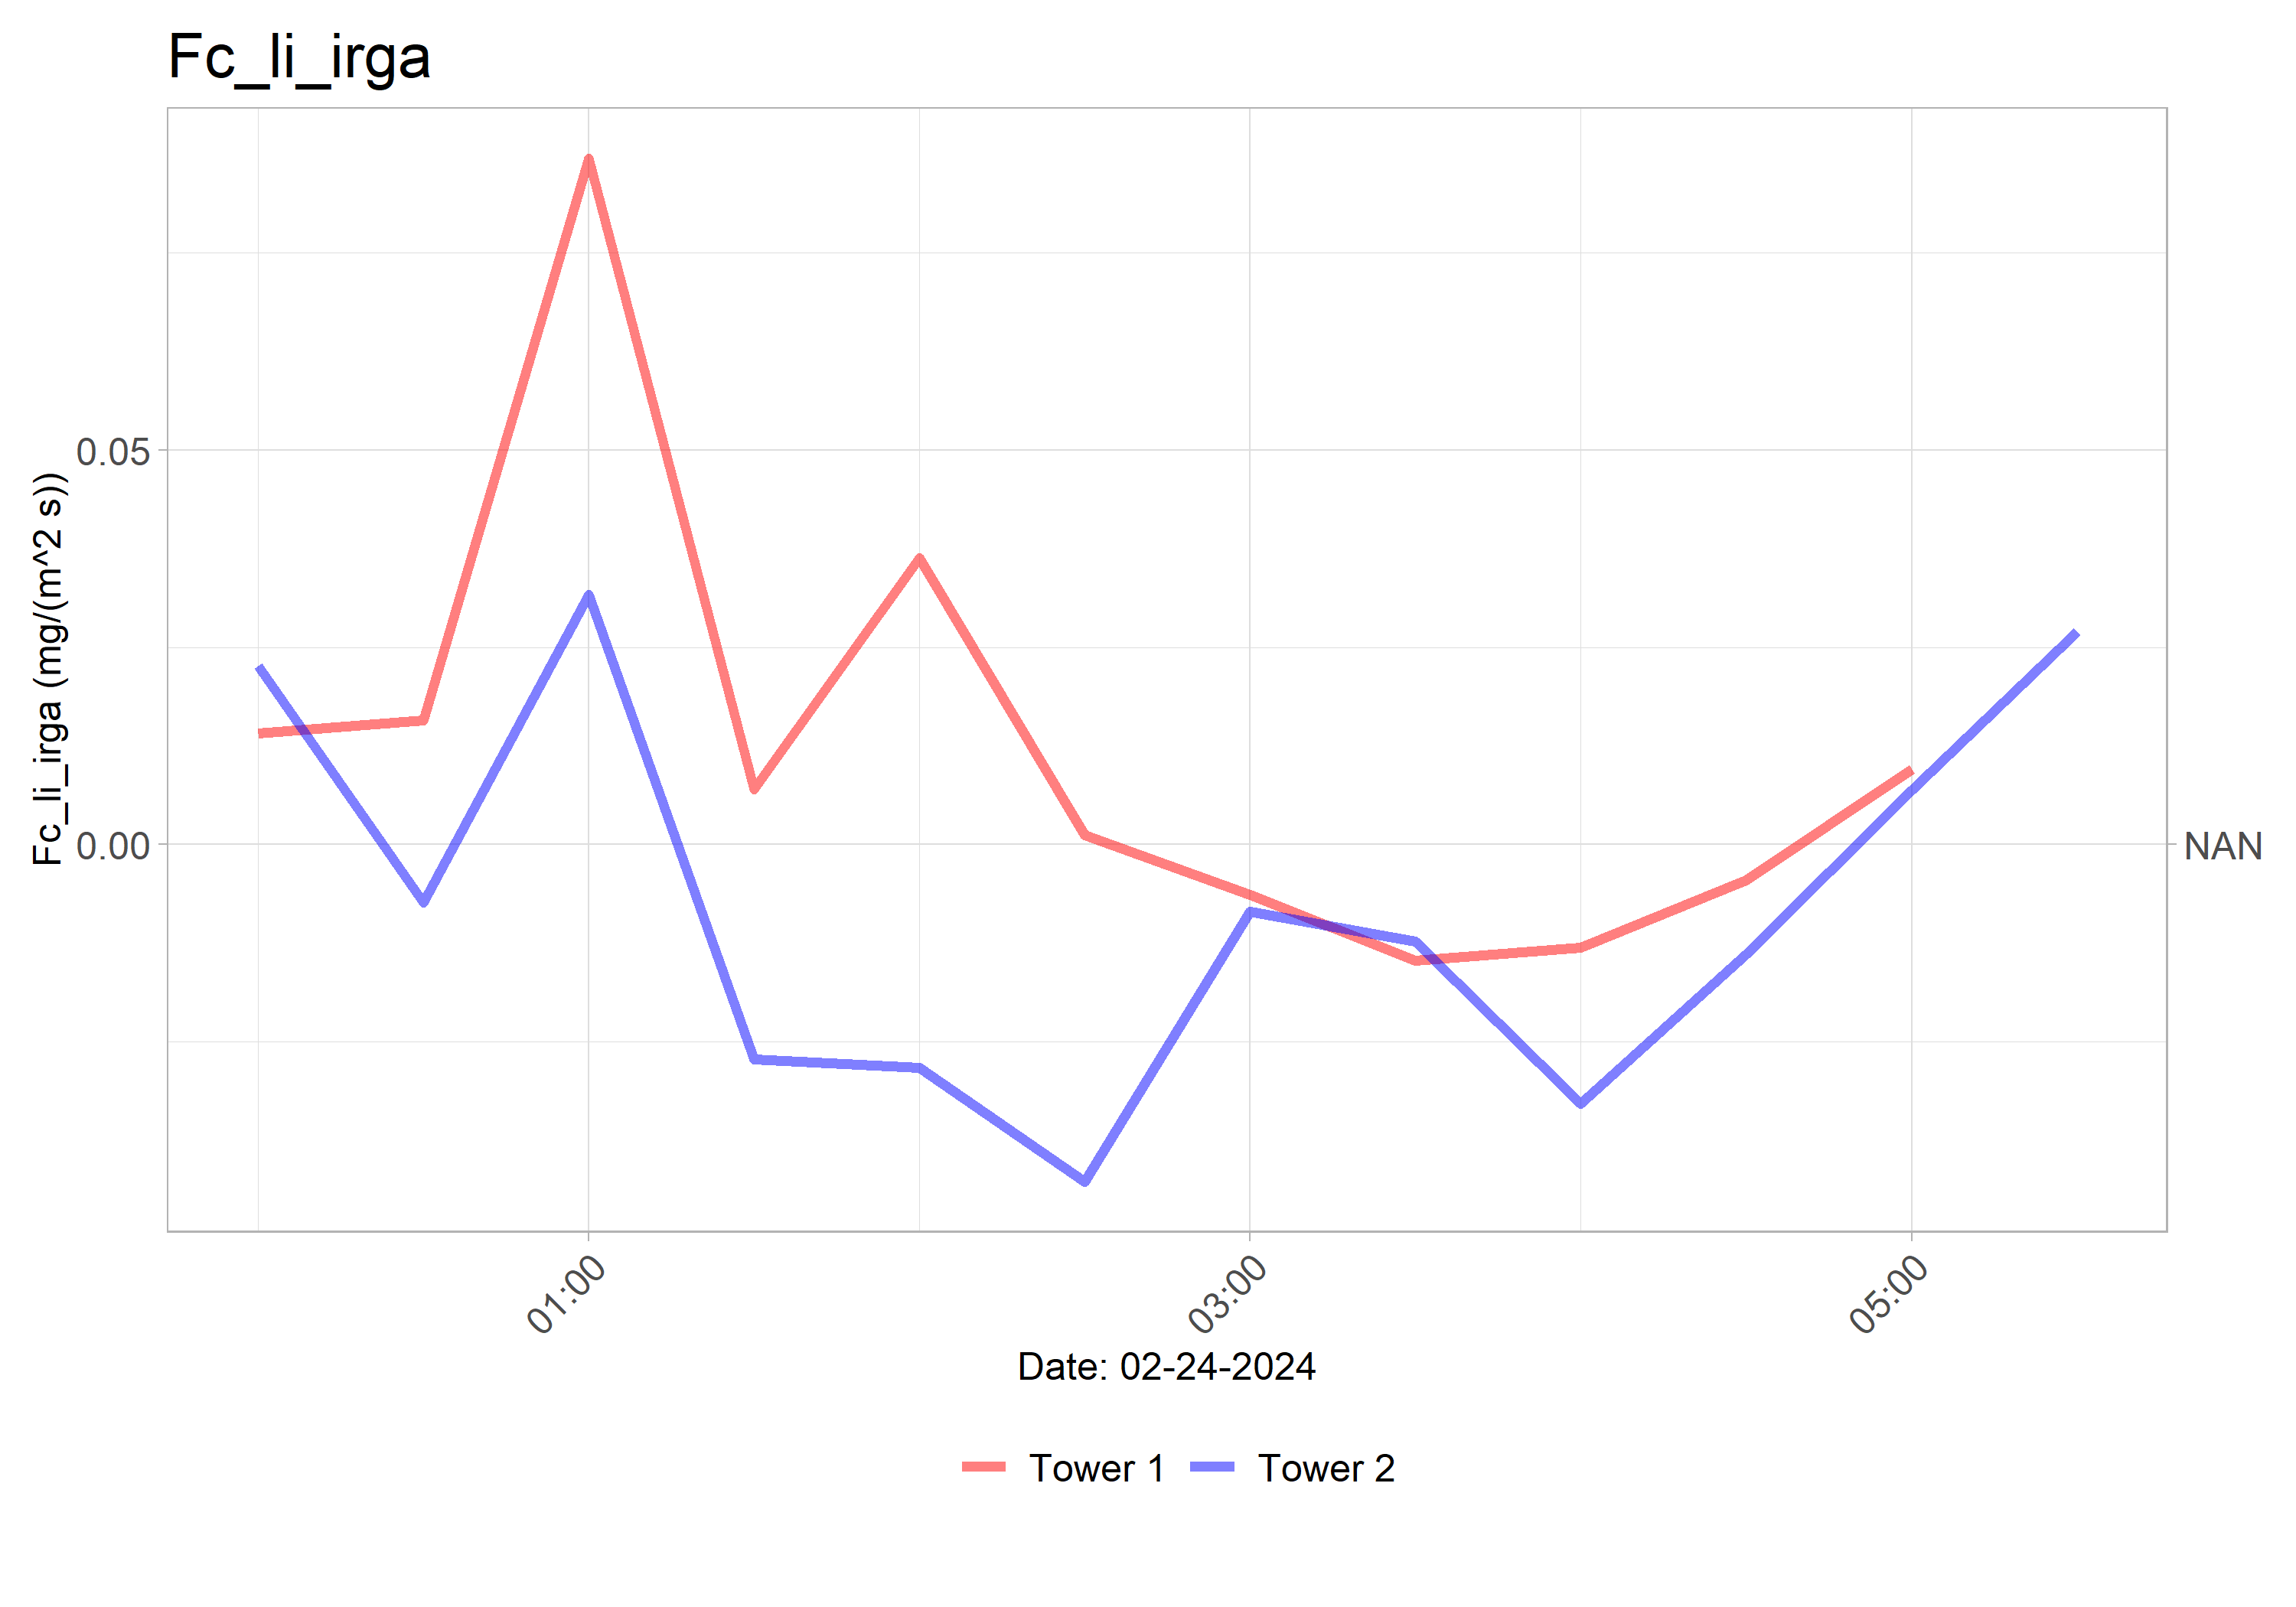 Fc_li_irga
Fc_li_irga (mg/(m^2 s))
0.05
0.00
NAN
01:00
03:00
05:00
Date: 02-24-2024
Tower 1
Tower 2